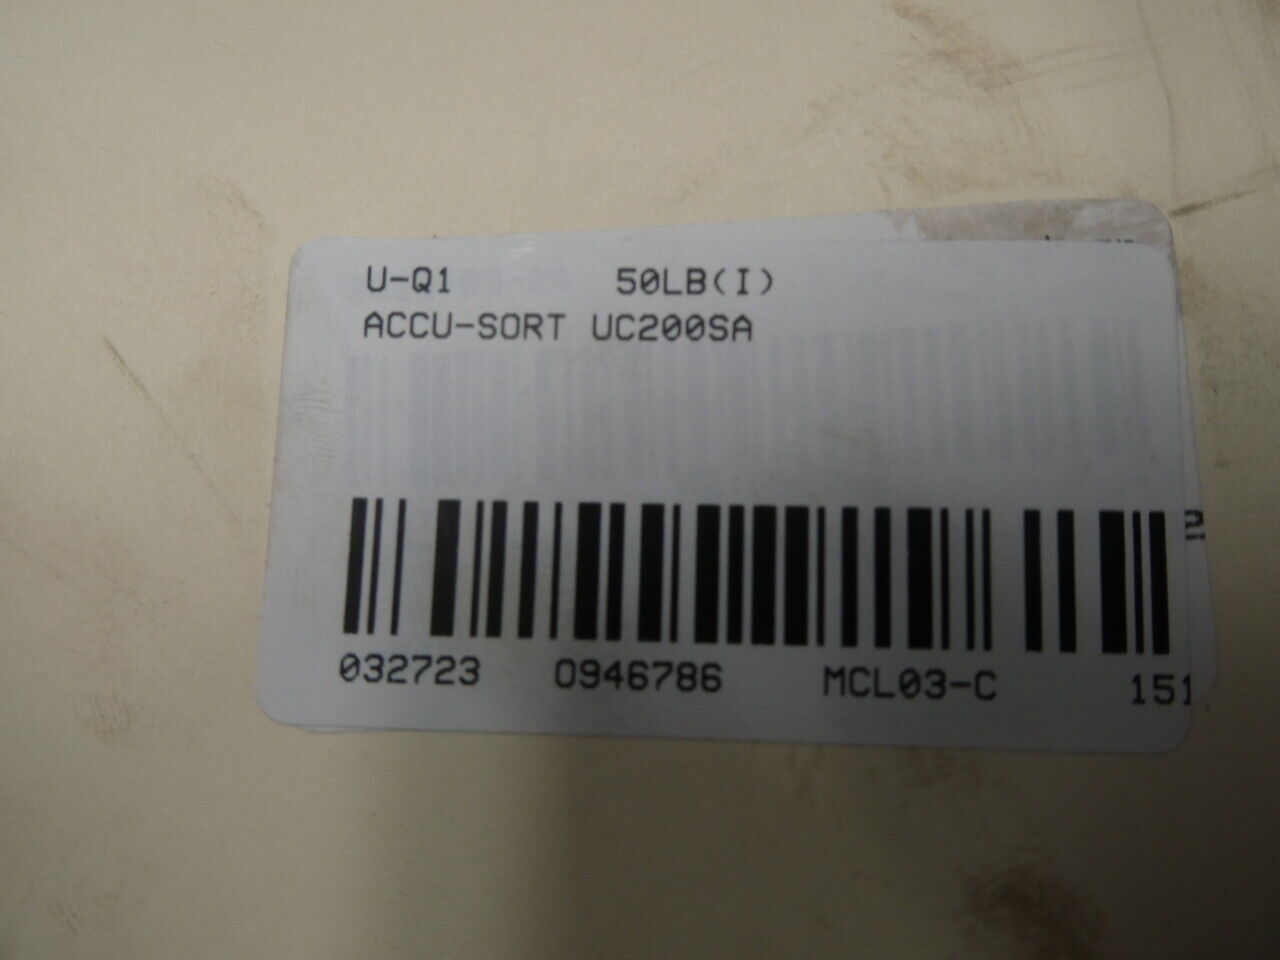 U-Q1 50LB(I)
ACCU-SORT UC200SA
032723 0946786 MCL03-C 151